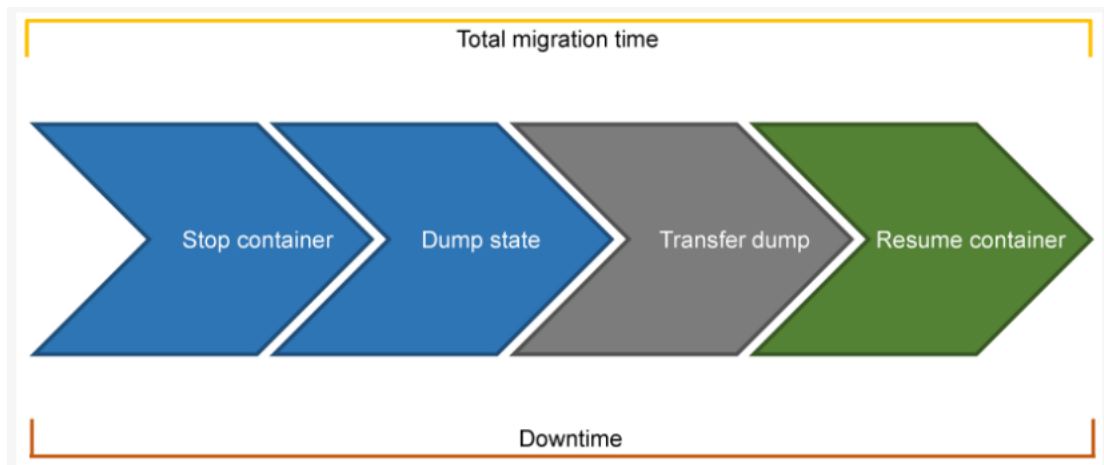 Total migration time
Stop container
Dump state
Transfer dump
Resume container
Downtime